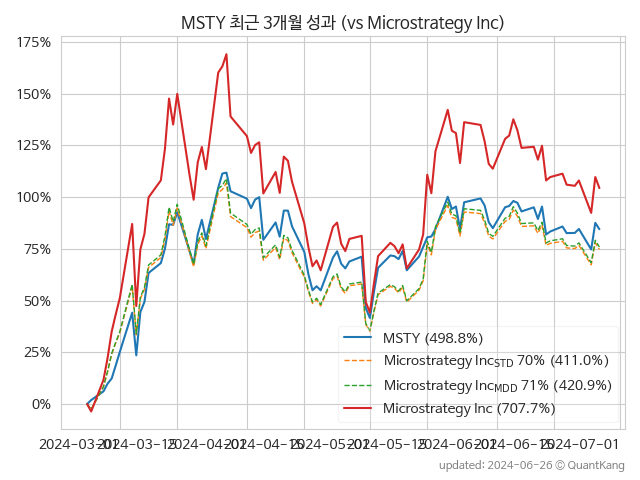 MSTY 최근 3개월 성과 (vs Microstrategy Inc)
175%
150%
125%
100%
75%
50%
25%
0%
MSTY (498.8%)
Microstrategy Inc_STD 70% (411.0%)
Microstrategy Inc_MDD 71% (420.9%)
Microstrategy Inc (707.7%)
2024-03-01 2024-03-15 2024-04-01 2024-04-15 2024-05-01 2024-05-15 2024-06-01 2024-06-15 2024-07-01
updated: 2024-06-26 ⓒ QuantKang